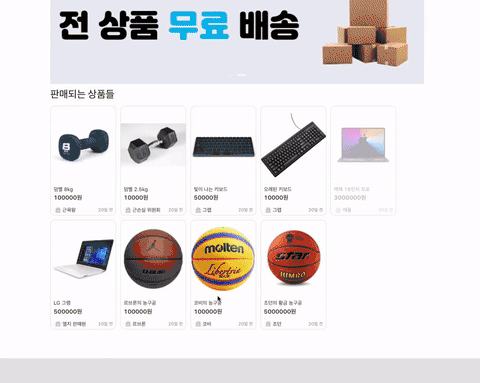 전 상품 무료 배송
판매되는 상품들
덤벨 8kg
100000원
근육왕
20일 전
덤벨 2.5kg
100000원
근손실 위원회
20일 전
빛이 나는 키보드
50000원
그랩
20일 전
오래된 키보드
10000원
그랩
20일 전
3000000원
애플
20일 전
LG 그램
500000원
엘지 판매원
20일 전
르브론의 농구공
100000원
르브론
20일 전
molten
Libertria
코비의 농구공
100000원
코비
20일 전
star
JUMBO
조던의 황금 농구공
5000000원
조던
20일 전